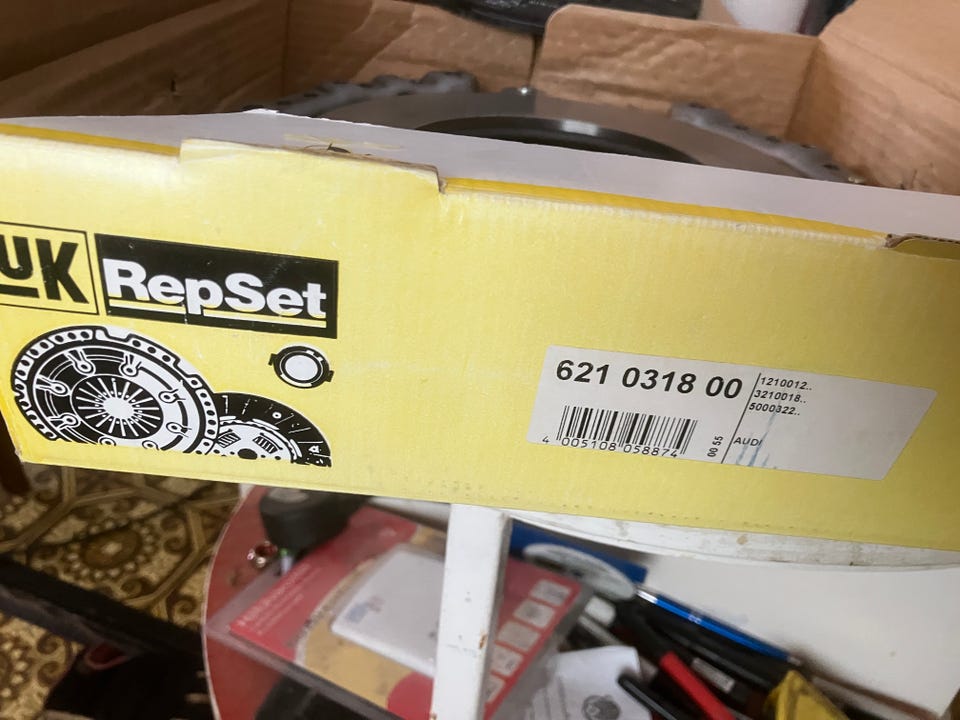 UK
RepSet
621 0318 00
1210012..
3210018..
5000322..
4 005108 058874
00 55
AUDI